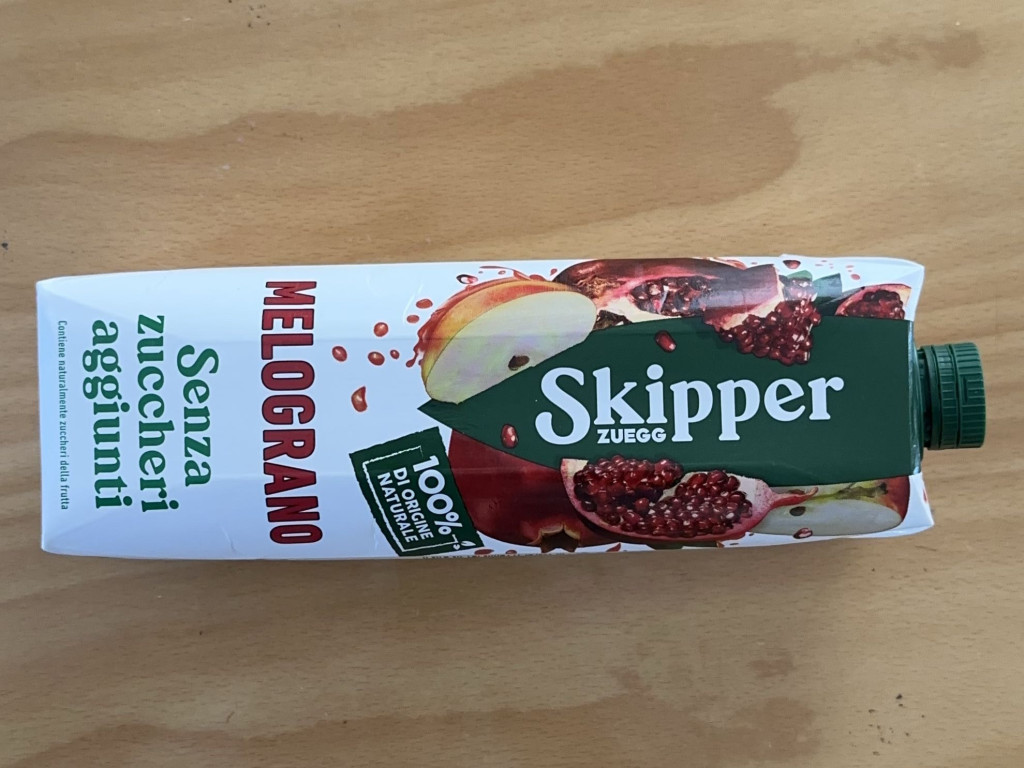 Skipper
ZUEGG
100%
DI ORIGINE
NATURALE
MELOGRANO
Senza
zuccheri
aggiunti
Contiene naturalmente zuccheri della frutta